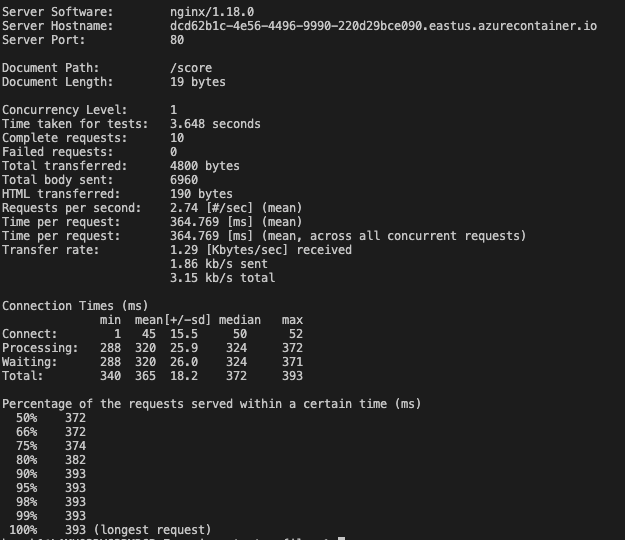 Server Software:        nginx/1.18.0
Server Hostname:        dcd62b1c-4e56-4496-9990-220d29bce090.eastus.azurecontainer.io
Server Port:            80
Document Path:          /score
Document Length:        19 bytes
Concurrency Level:      1
Time taken for tests:   3.648 seconds
Complete requests:      10
Failed requests:        0
Total transferred:      4800 bytes
Total body sent:        6960
HTML transferred:       190 bytes
Requests per second:    2.74 [#/sec] (mean)
Time per request:       364.769 [ms] (mean)
Time per request:       364.769 [ms] (mean, across all concurrent requests)
Transfer rate:          1.29 [Kbytes/sec] received
                        1.86 kb/s sent
                        3.15 kb/s total
Connection Times (ms)
              min  mean[+/-sd] median   max
Connect:        1   45  15.5     50      52
Processing:   288  320  25.9    324     372
Waiting:      288  320  26.0    324     371
Total:        340  365  18.2    372     393
Percentage of the requests served within a certain time (ms)
  50%    372
  66%    372
  75%    374
  80%    382
  90%    393
  95%    393
  98%    393
  99%    393
 100%    393 (longest request)